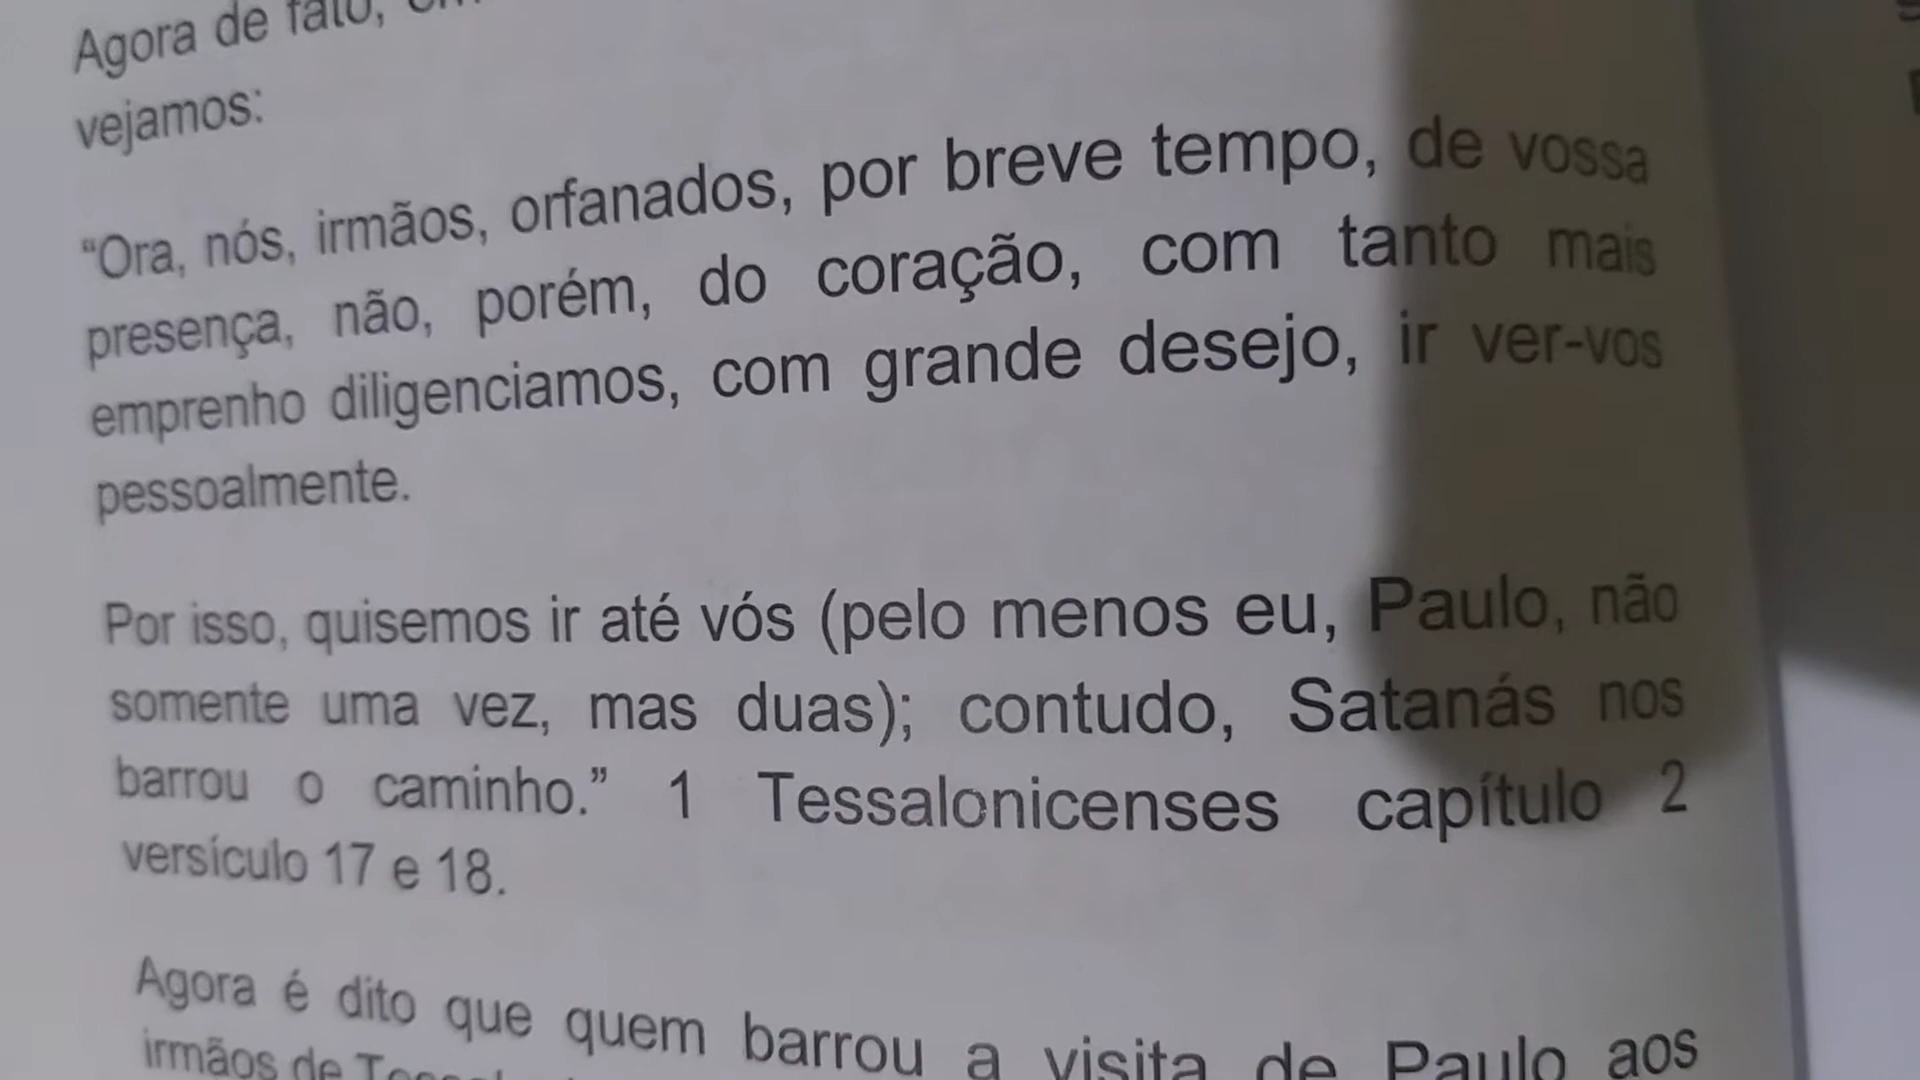 Agora de fato,
vejamos:
“Ora, nós, irmãos, orfanados, por breve tempo, de vossa
presença, não, porém, do coração, com tanto mais
emprenho diligenciamos, com grande desejo, ir ver-vos
pessoalmente.
Por isso, quisemos ir até vós (pelo menos eu, Paulo, não
somente uma vez, mas duas); contudo, Satanás nos
barrou o caminho.” 1 Tessalonicenses capítulo 2
versículo 17 e 18.
Agora é dito que quem barrou a visita de Paulo aos
irmãos de